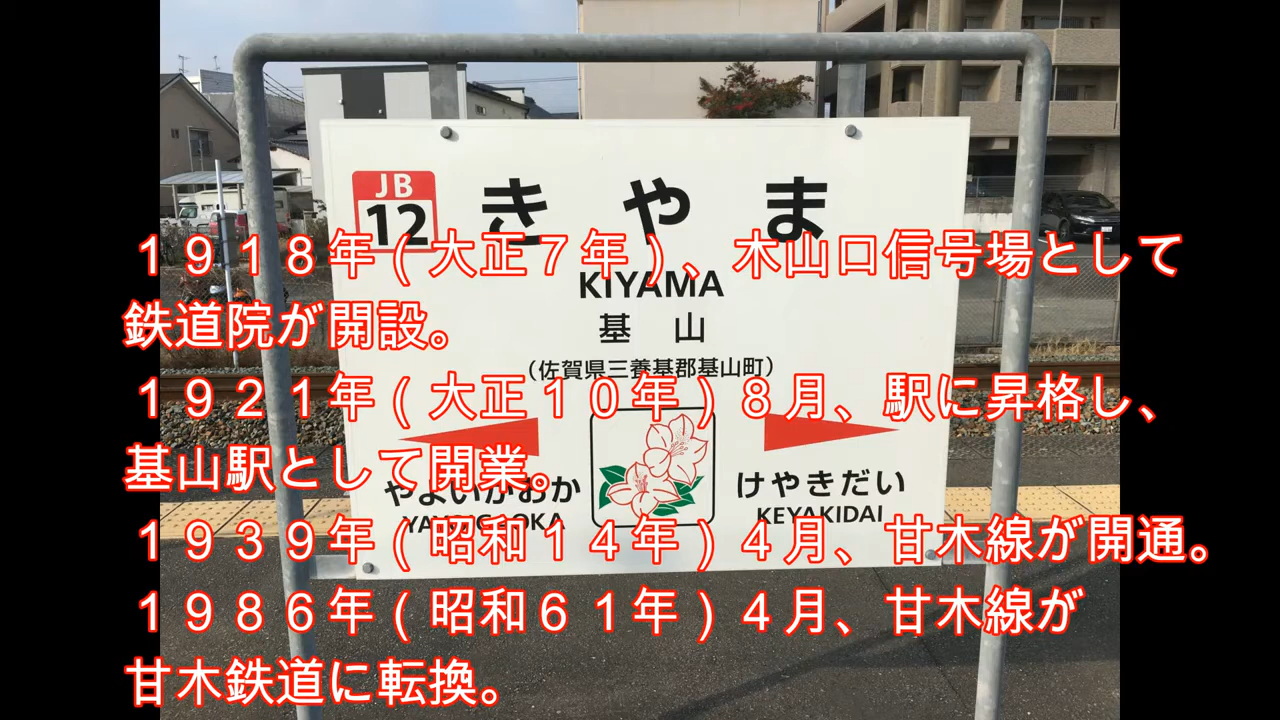 JB
12
きやま
KIYAMA
基山
（佐賀県三養基郡基山町）
やよいがおか
けやきだい
KEYAKIDAI
１９１８年（大正７年）、木山口信号場として
鉄道院が開設。
１９２１年（大正１０年）８月、駅に昇格し、
基山駅として開業。
１９３９年（昭和１４年）４月、甘木線が開通。
１９８６年（昭和６１年）４月、甘木線が
甘木鉄道に転換。